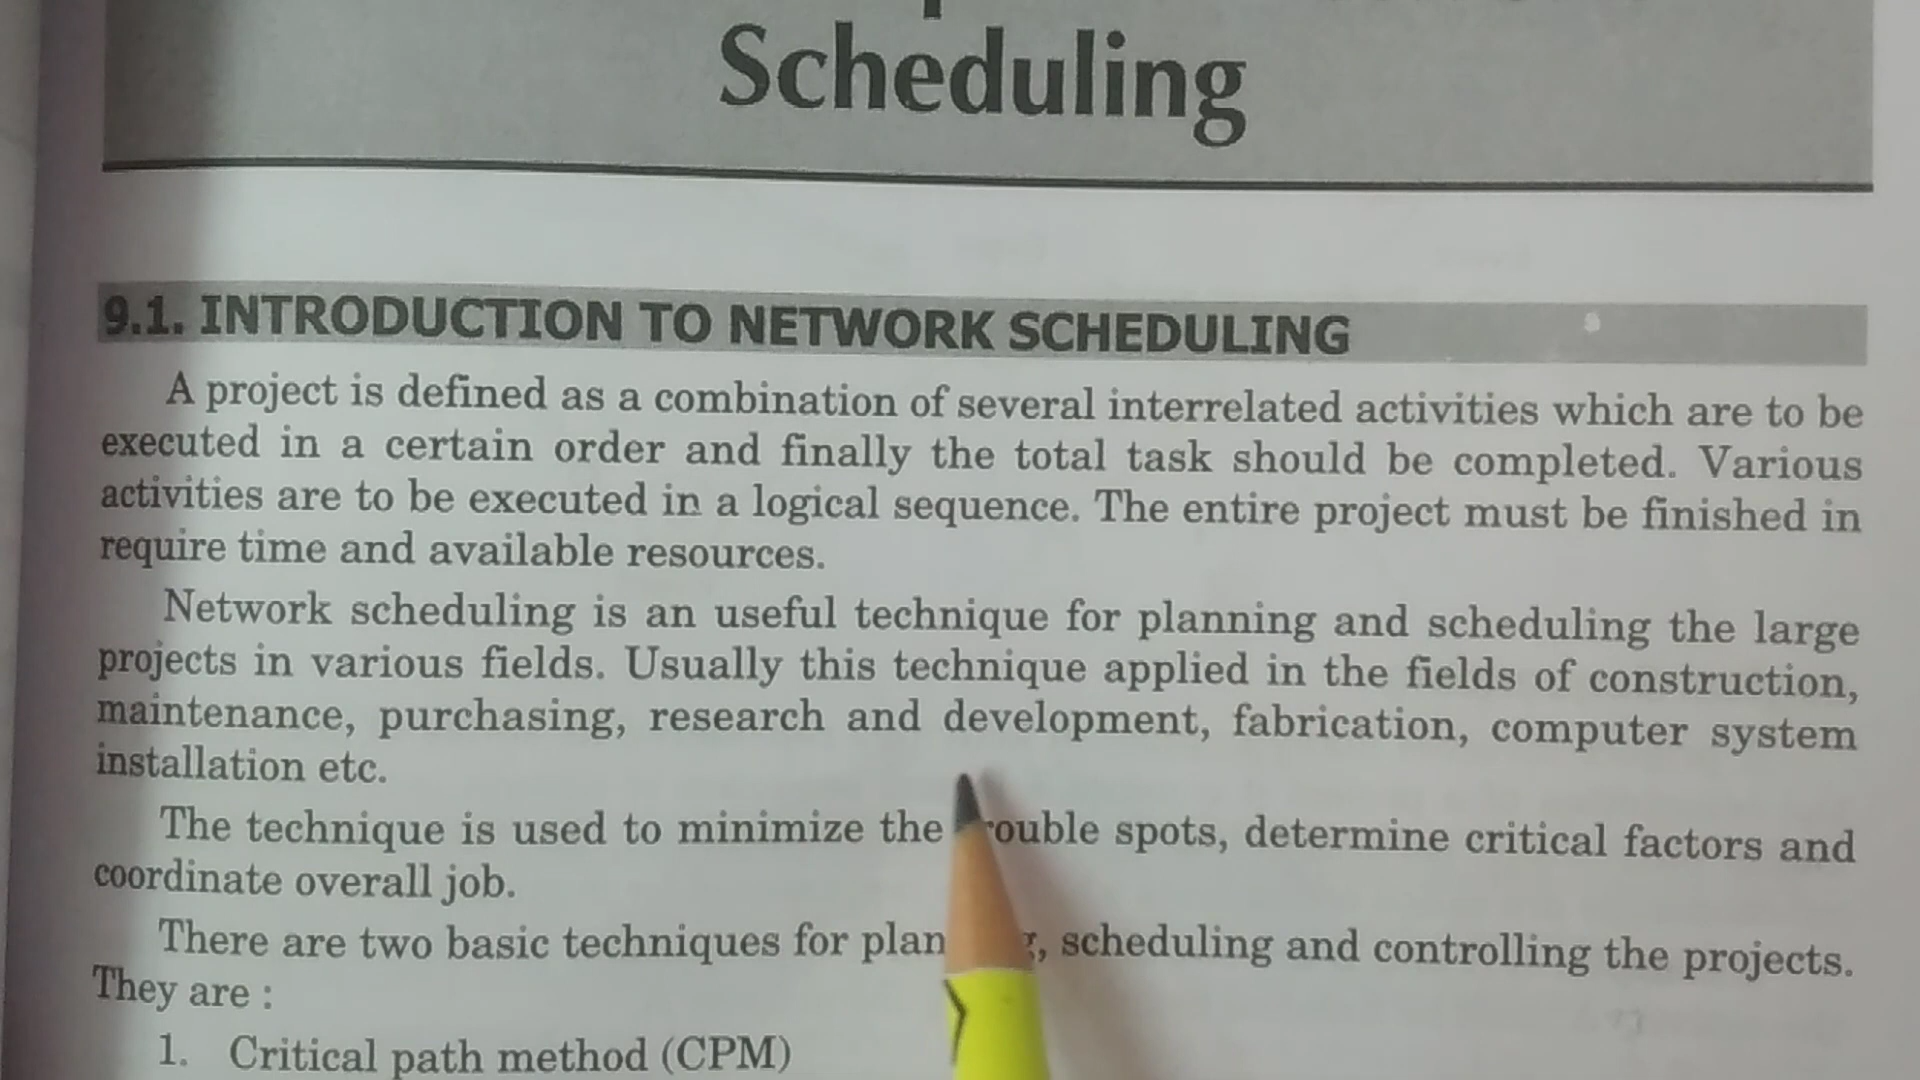 Scheduling
9.1. INTRODUCTION TO NETWORK SCHEDULING
A project is defined as a combination of several interrelated activities which are to be
executed in a certain order and finally the total task should be completed. Various
activities are to be executed in a logical sequence. The entire project must be finished in
require time and available resources.
Network scheduling is an useful technique for planning and scheduling the large
projects in various fields. Usually this technique applied in the fields of construction,
maintenance, purchasing, research and development, fabrication, computer system
installation etc.
The technique is used to minimize the rouble spots, determine critical factors and
coordinate overall job.
There are two basic techniques for plan , scheduling and controlling the projects.
They are :
1. Critical path method (CPM)